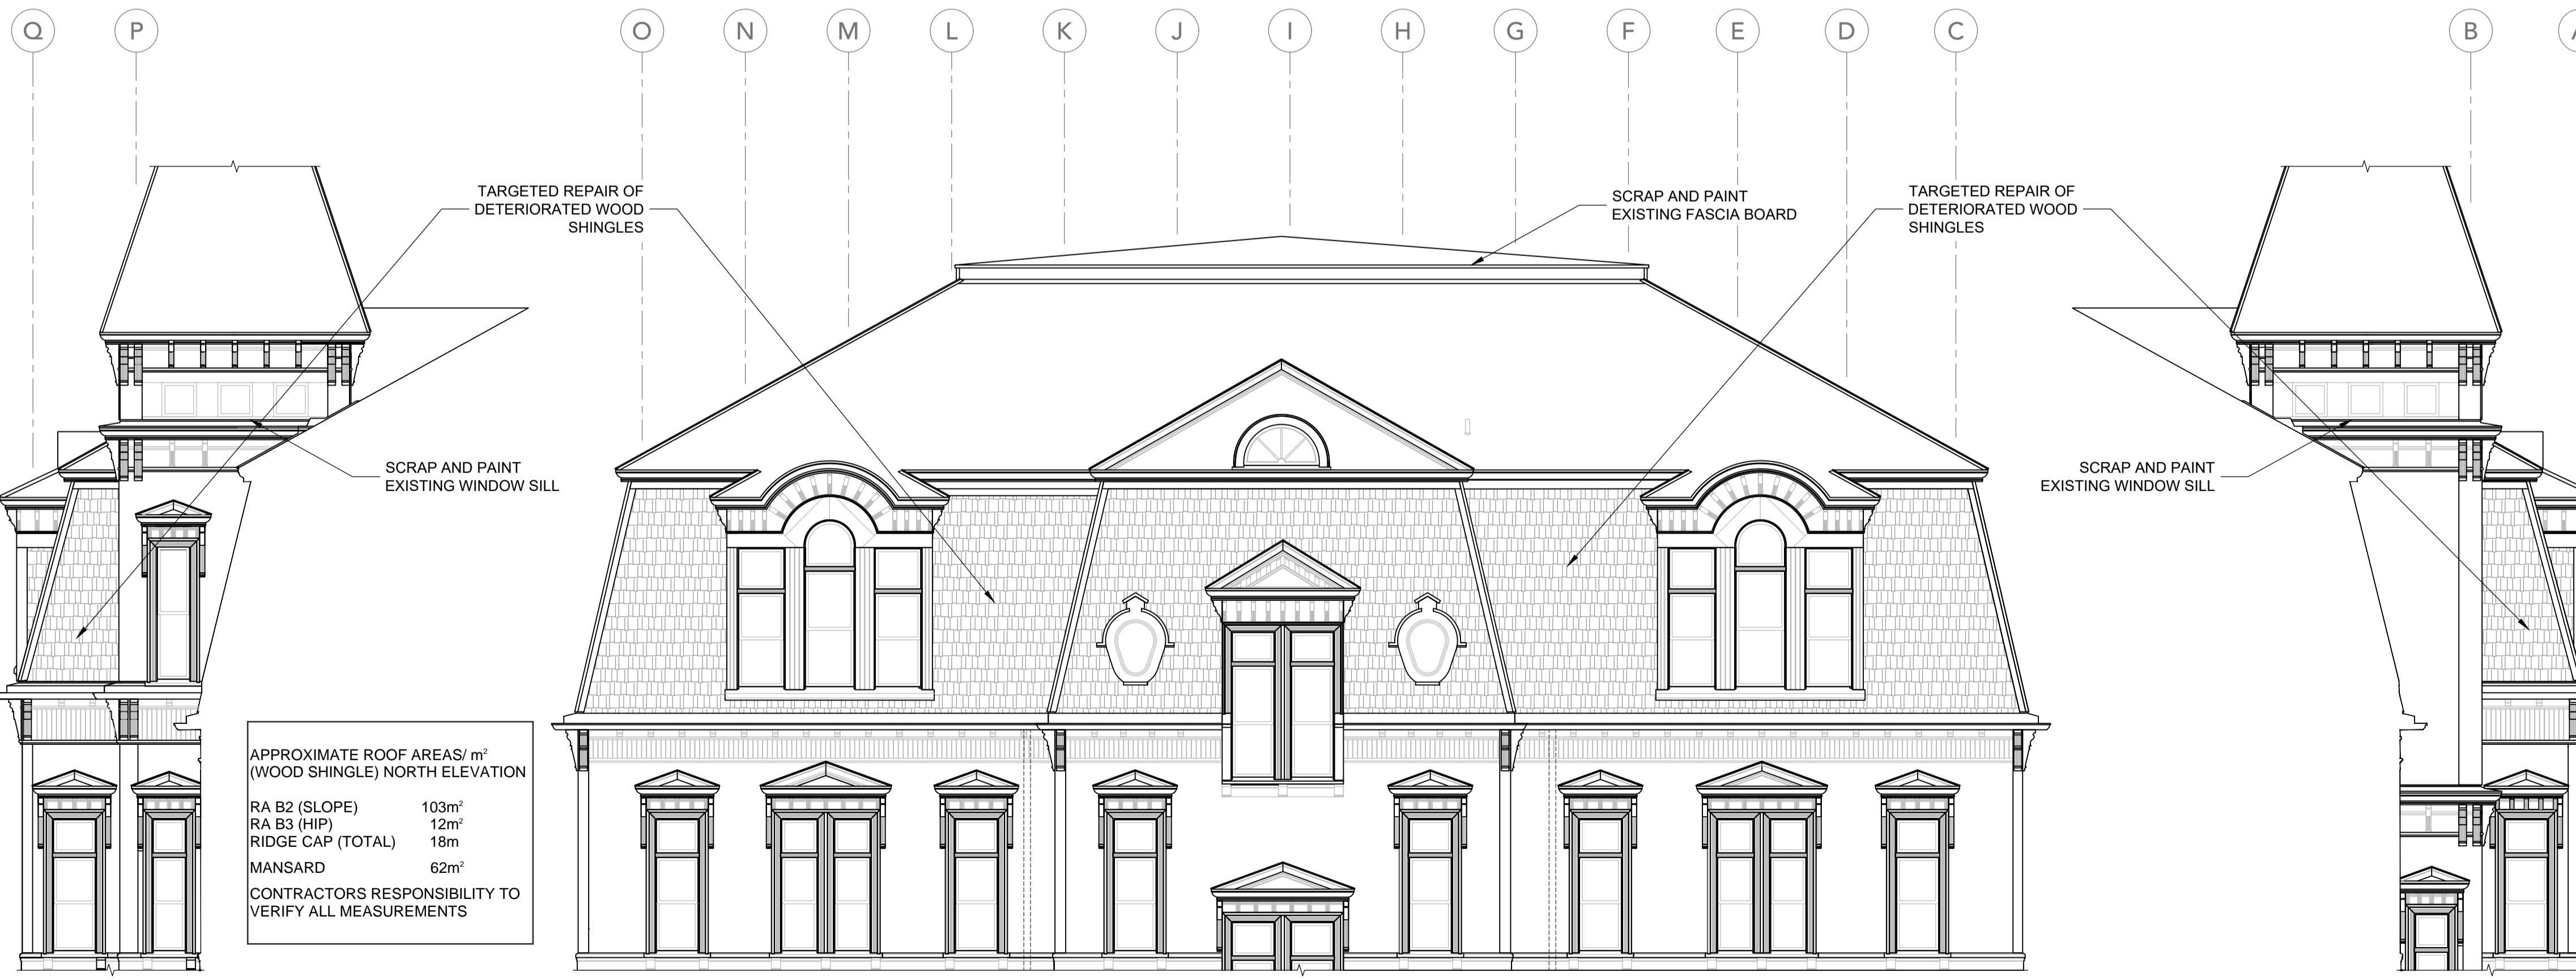 Q P O N M L K J I H G F E D C B A
TARGETED REPAIR OF
DETERIORATED WOOD
SHINGLES
SCRAP AND PAINT
EXISTING FASCIA BOARD
TARGETED REPAIR OF
DETERIORATED WOOD
SHINGLES
SCRAP AND PAINT
EXISTING WINDOW SILL
SCRAP AND PAINT
EXISTING WINDOW SILL
APPROXIMATE ROOF AREAS/ m²
(WOOD SHINGLE) NORTH ELEVATION
RA B2 (SLOPE) 103m²
RA B3 (HIP) 12m²
RIDGE CAP (TOTAL) 18m
MANSARD 62m²
CONTRACTORS RESPONSIBILITY TO
VERIFY ALL MEASUREMENTS